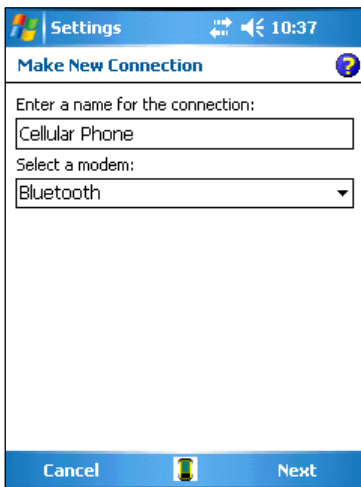 Settings 10:37
Make New Connection ?
Enter a name for the connection:
Cellular Phone
Select a modem:
Bluetooth
Cancel Next